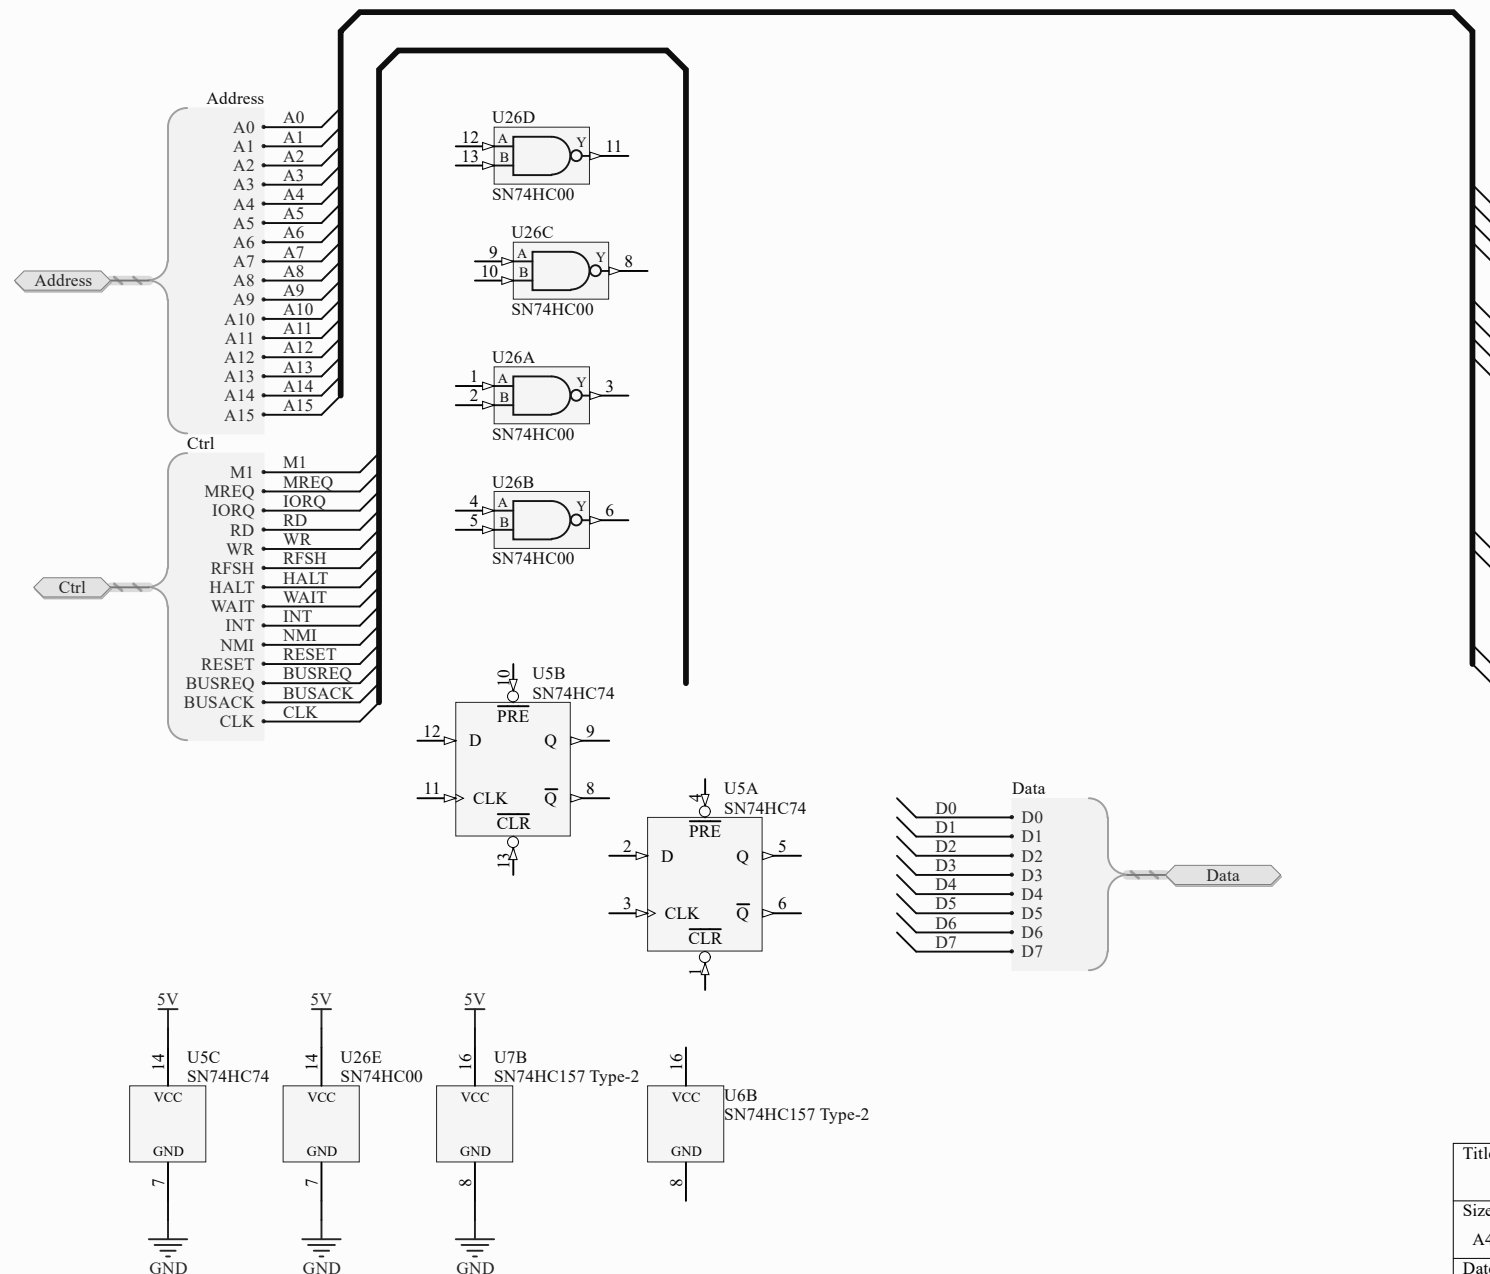 Address
A0 A0
A1 A1
A2 A2
A3 A3
A4 A4
A5 A5
A6 A6
A7 A7
A8 A8
A9 A9
A10 A10
A11 A11
A12 A12
A13 A13
A14 A14
A15 A15
Address
Ctrl
M1 M1
MREQ MREQ
IORQ IORQ
RD RD
WR WR
RFSH RFSH
HALT HALT
WAIT WAIT
INT INT
NMI NMI
RESET RESET
BUSREQ BUSREQ
BUSACK BUSACK
CLK CLK
Ctrl
U26D
12 A Y 11
13 B
SN74HC00
U26C
9 A Y 8
10 B
SN74HC00
U26A
1 A Y 3
2 B
SN74HC00
U26B
4 A Y 6
5 B
SN74HC00
10 U5B
SN74HC74
PRE
12 D Q 9
11 CLK Q 8
CLR
13
4 U5A
SN74HC74
PRE
2 D Q 5
3 CLK Q 6
CLR
1
Data
D0 D0
D1 D1
D2 D2
D3 D3
D4 D4
D5 D5
D6 D6
D7 D7
Data
5V
14 U5C
SN74HC74
VCC
GND
7
GND
5V
14 U26E
SN74HC00
VCC
GND
7
GND
5V
16 U7B
SN74HC157 Type-2
VCC
GND
8
GND
16
VCC U6B
SN74HC157 Type-2
GND
8
Title
Size
A4
Date